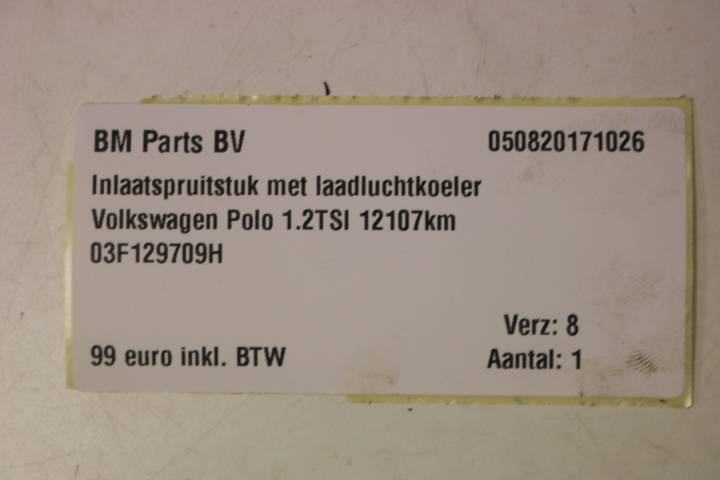 BM Parts BV 050820171026
Inlaatspruitstuk met laadluchtkoeler
Volkswagen Polo 1.2TSI 12107km
03F129709H
Verz: 8
99 euro inkl. BTW Aantal: 1